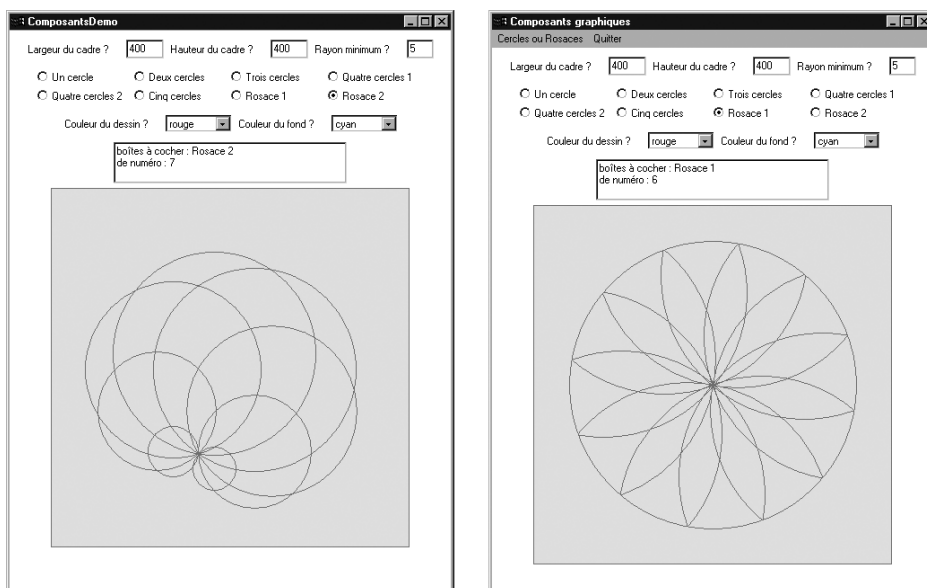 ComposantsDemo
Largeur du cadre ? 400 Hauteur du cadre ? 400 Rayon minimum ? 5
Un cercle Deux cercles Trois cercles Quatre cercles 1
Quatre cercles 2 Cinq cercles Rosace 1 Rosace 2
Couleur du dessin ? rouge Couleur du fond ? cyan
boîtes à cocher : Rosace 2
de numéro : 7
Composants graphiques
Cercles ou Rosaces Quitter
Largeur du cadre ? 400 Hauteur du cadre ? 400 Rayon minimum ? 5
Un cercle Deux cercles Trois cercles Quatre cercles 1
Quatre cercles 2 Cinq cercles Rosace 1 Rosace 2
Couleur du dessin ? rouge Couleur du fond ? cyan
boîtes à cocher : Rosace 1
de numéro : 6